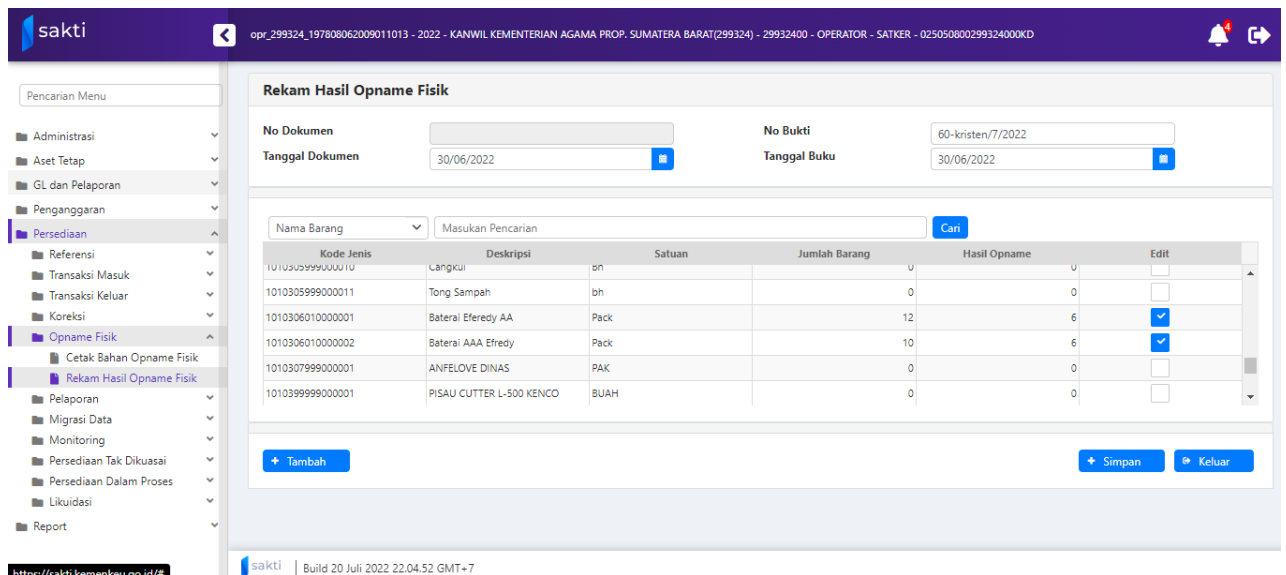 sakti
opr_299324_197808062009011013 - 2022 - KANWIL KEMENTERIAN AGAMA PROP. SUMATERA BARAT(299324) - 29932400 - OPERATOR - SATKER - 025050800299324000KD
4
Pencarian Menu
Administrasi
Aset Tetap
GL dan Pelaporan
Penganggaran
Persediaan
Referensi
Transaksi Masuk
Transaksi Keluar
Koreksi
Opname Fisik
Cetak Bahan Opname Fisik
Rekam Hasil Opname Fisik
Pelaporan
Migrasi Data
Monitoring
Persediaan Tak Dikuasai
Persediaan Dalam Proses
Likuidasi
Report
https://sakti.kemenkeu.go.id/#
Rekam Hasil Opname Fisik
No Dokumen No Bukti 60-kristen/7/2022
Tanggal Dokumen 30/06/2022 Tanggal Buku 30/06/2022
Nama Barang Masukan Pencarian Cari
Kode Jenis Deskripsi Satuan Jumlah Barang Hasil Opname Edit
1010305999000010 Cangkul bh 0 0
1010305999000011 Tong Sampah bh 0 0
1010306010000001 Baterai Eferedy AA Pack 12 6
1010306010000002 Baterai AAA Efredy Pack 10 6
1010307999000001 ANFELOVE DINAS PAK 0 0
1010399999000001 PISAU CUTTER L-500 KENCO BUAH 0 0
+ Tambah + Simpan Keluar
sakti | Build 20 Juli 2022 22.04.52 GMT+7